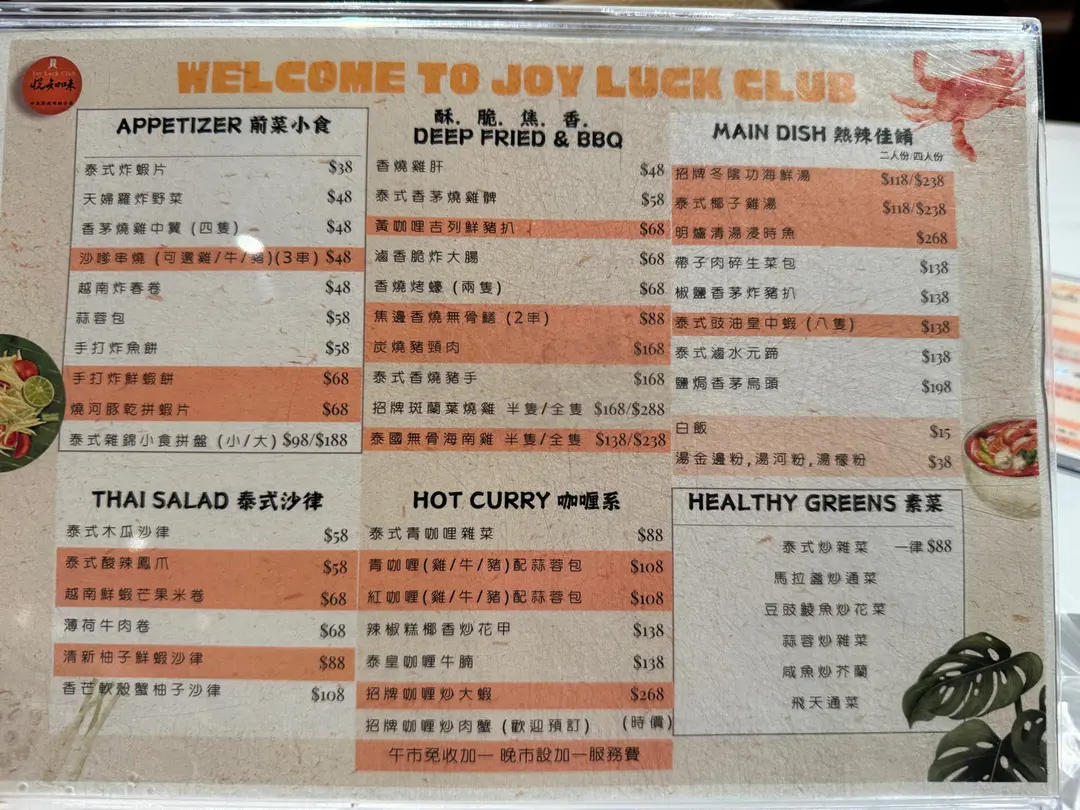 Joy Luck Club
悅知味
WELCOME TO JOY LUCK CLUB
APPETIZER 前菜小食
泰式炸蝦片 $38
天婦羅炸野菜 $48
香茅燒雞中翼 (四隻) $48
沙嗲串燒 (可選雞/牛/豬)(3串) $48
越南炸春卷 $48
蒜蓉包 $58
手打炸魚餅 $58
手打炸鮮蝦餅 $68
燒河豚乾拼蝦片 $68
泰式雜錦小食拼盤 (小/大) $98/$188
酥. 脆. 焦. 香.
DEEP FRIED & BBQ
香燒雞肝 $48
泰式香茅燒雞髀 $58
黃咖喱吉列鮮豬扒 $68
滷香脆炸大腸 $68
香燒烤蠔 (兩隻) $68
焦邊香燒無骨鱔 (2串) $88
炭燒豬頸肉 $168
泰式香燒豬手 $168
招牌斑蘭葉燒雞 半隻/全隻 $168/$288
泰國無骨海南雞 半隻/全隻 $138/$238
MAIN DISH 熱辣佳餚
二人份/四人份
招牌冬陰功海鮮湯 $118/$238
泰式椰子雞湯 $118/$238
明爐清湯浸時魚 $268
帶子肉碎生菜包 $138
椒鹽香茅炸豬扒 $138
泰式豉油皇中蝦 (八隻) $138
泰式滷水元蹄 $138
鹽焗香茅烏頭 $198
白飯 $15
湯金邊粉,湯河粉,湯檬粉 $38
THAI SALAD 泰式沙律
泰式木瓜沙律 $58
泰式酸辣鳳爪 $58
越南鮮蝦芒果米卷 $68
薄荷牛肉卷 $68
清新柚子鮮蝦沙律 $88
香芒軟殼蟹柚子沙律 $108
HOT CURRY 咖喱系
泰式青咖哩雜菜 $88
青咖喱(雞/牛/豬)配蒜蓉包 $108
紅咖喱(雞/牛/豬)配蒜蓉包 $108
辣椒糕椰香炒花甲 $138
泰皇咖喱牛腩 $138
招牌咖喱炒大蝦 $268
招牌咖喱炒肉蟹 (歡迎預訂) (時價)
午市免收加一 晚市設加一服務費
HEALTHY GREENS 素菜
泰式炒雜菜 一律 $88
馬拉盞炒通菜
豆豉鯪魚炒花菜
蒜蓉炒雜菜
咸魚炒芥蘭
飛天通菜